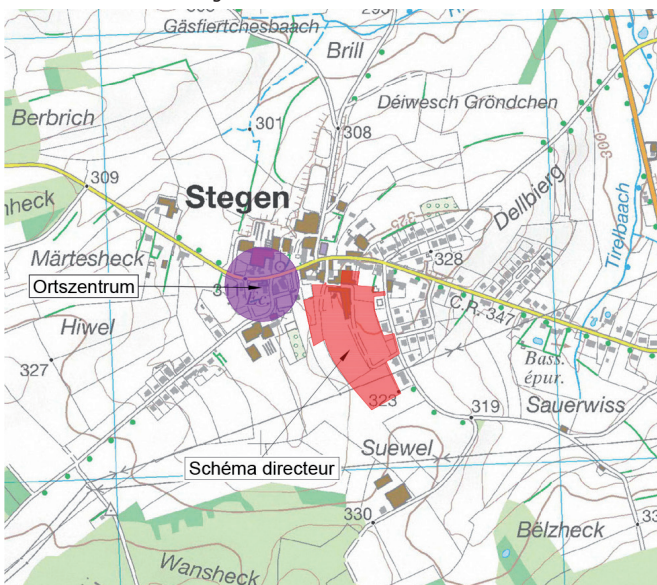 Gäsfiertchesbaach
Brill
Déiwesch Gröndchen
Berbrich
301
308
300
309
Stegen
Dellbierg
Tirelbaach
Märtesheck
328
Ortszentrum
C.R. 347
Hiwel
327
Bass.
épur.
323
319
Sauerwiss
Suewel
Schéma directeur
330
Bëlzheck
Wansheck